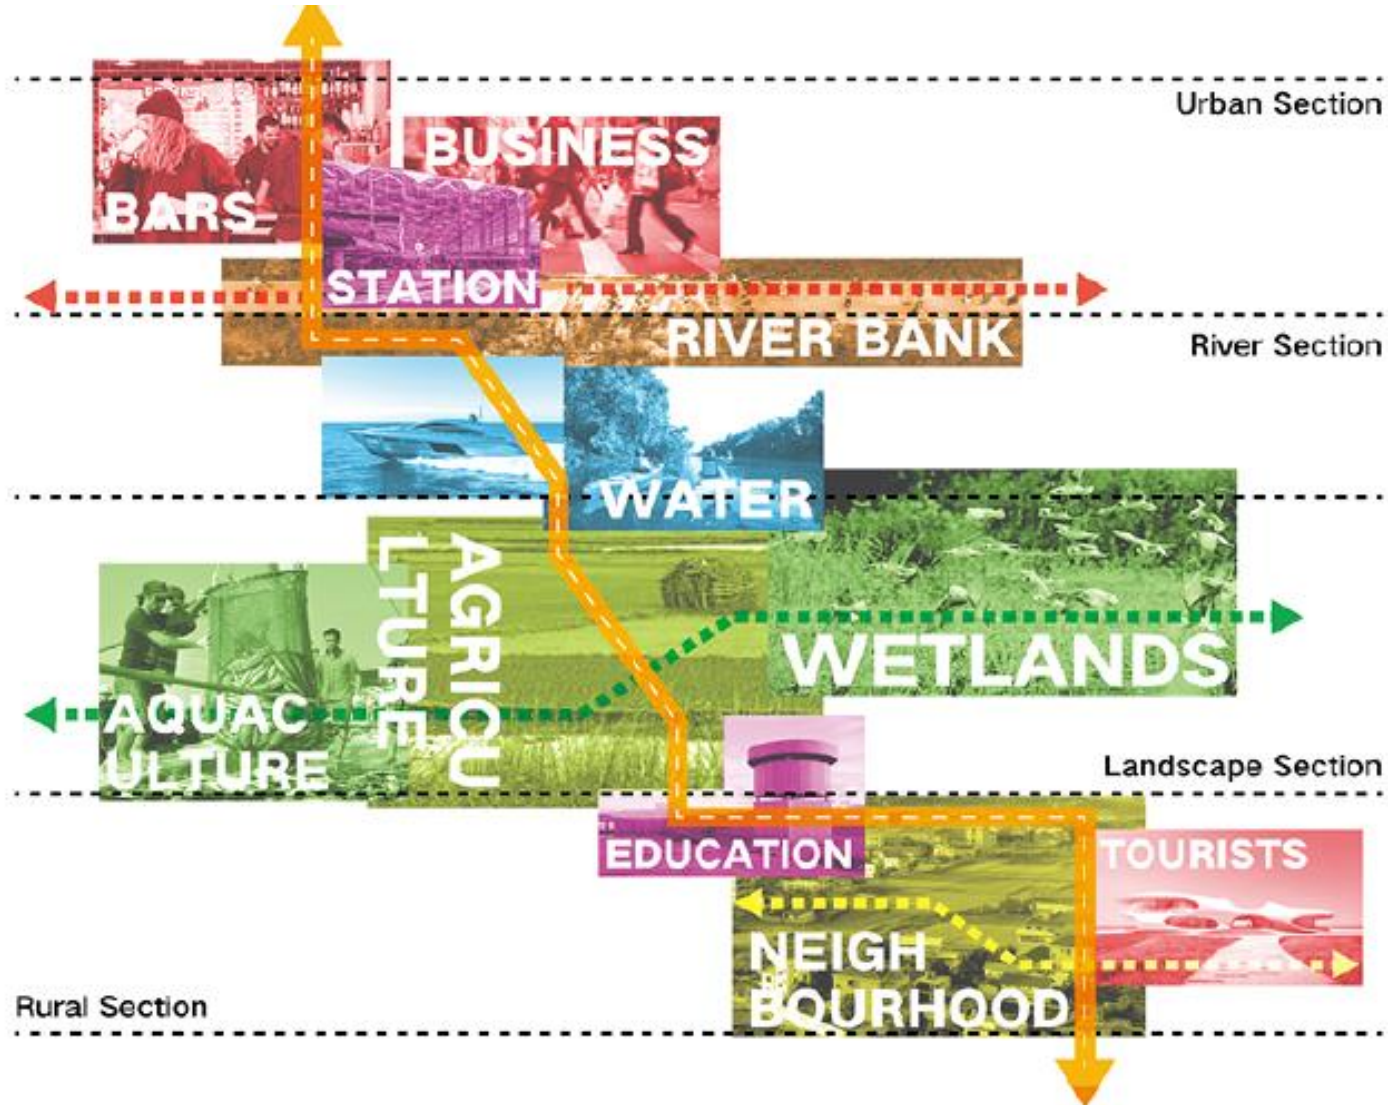 Urban Section
BUSINESS
BARS
STATION
RIVER BANK
River Section
WATER
AGRICU
LTURE
WETLANDS
AQUAC
ULTURE
Landscape Section
EDUCATION
TOURISTS
NEIGH
BOURHOOD
Rural Section